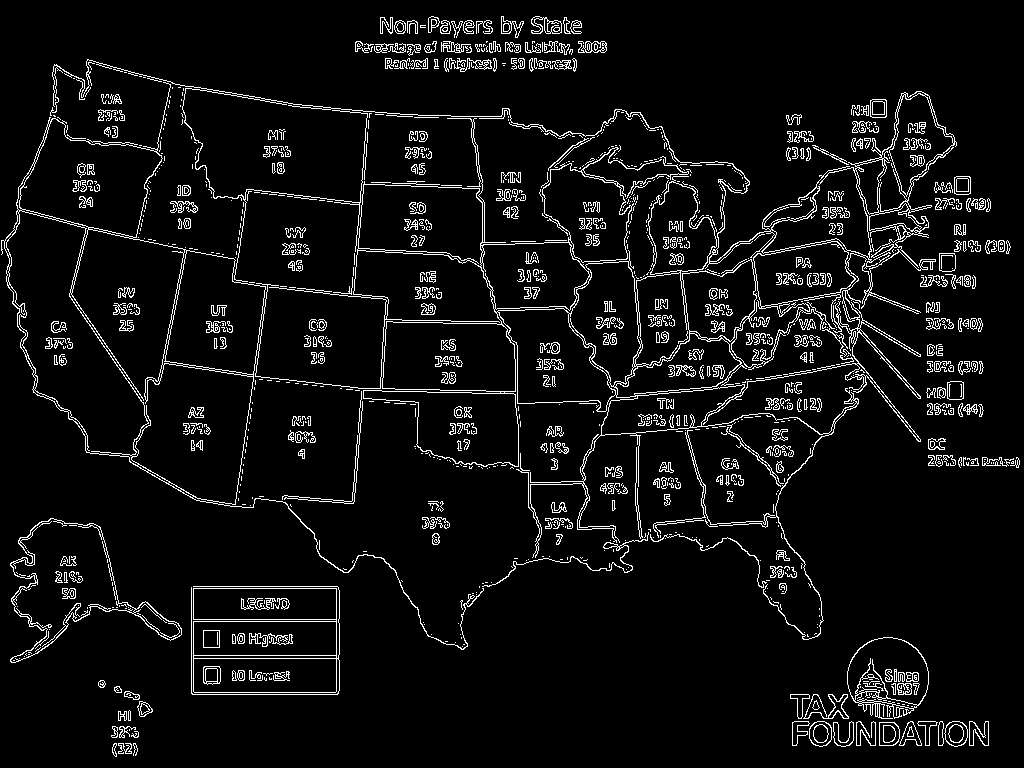 Non-Payers by State
Percentage of Filers with No Liability, 2008
Ranked 1 (highest) - 50 (lowest)
WA
29%
43
OR
35%
24
ID
39%
10
MT
37%
18
ND
29%
45
MN
30%
42
SD
34%
27
WY
28%
46
WI
32%
35
MI
36%
20
NE
33%
29
IA
31%
37
NV
35%
25
UT
38%
13
CO
31%
36
CA
37%
16
KS
34%
28
MO
35%
21
IL
34%
26
IN
36%
19
OH
32%
34
KY
37% (15)
WV
35%
22
VA
30%
41
PA
32% (33)
NY
35%
23
VT
32%
(31)
NH
28%
(47)
ME
33%
30
MA
27% (49)
RI
31% (38)
CT
27% (48)
NJ
30% (40)
DE
30% (39)
MD
29% (44)
DC
26% (Not Ranked)
AZ
37%
14
NM
40%
4
OK
37%
17
AR
41%
3
TN
39% (11)
NC
38% (12)
SC
40%
6
GA
41%
2
AL
40%
5
MS
45%
1
LA
39%
7
TX
39%
8
FL
39%
9
AK
21%
50
HI
32%
(32)
LEGEND
10 Highest
10 Lowest
Since
1937
TAX
FOUNDATION